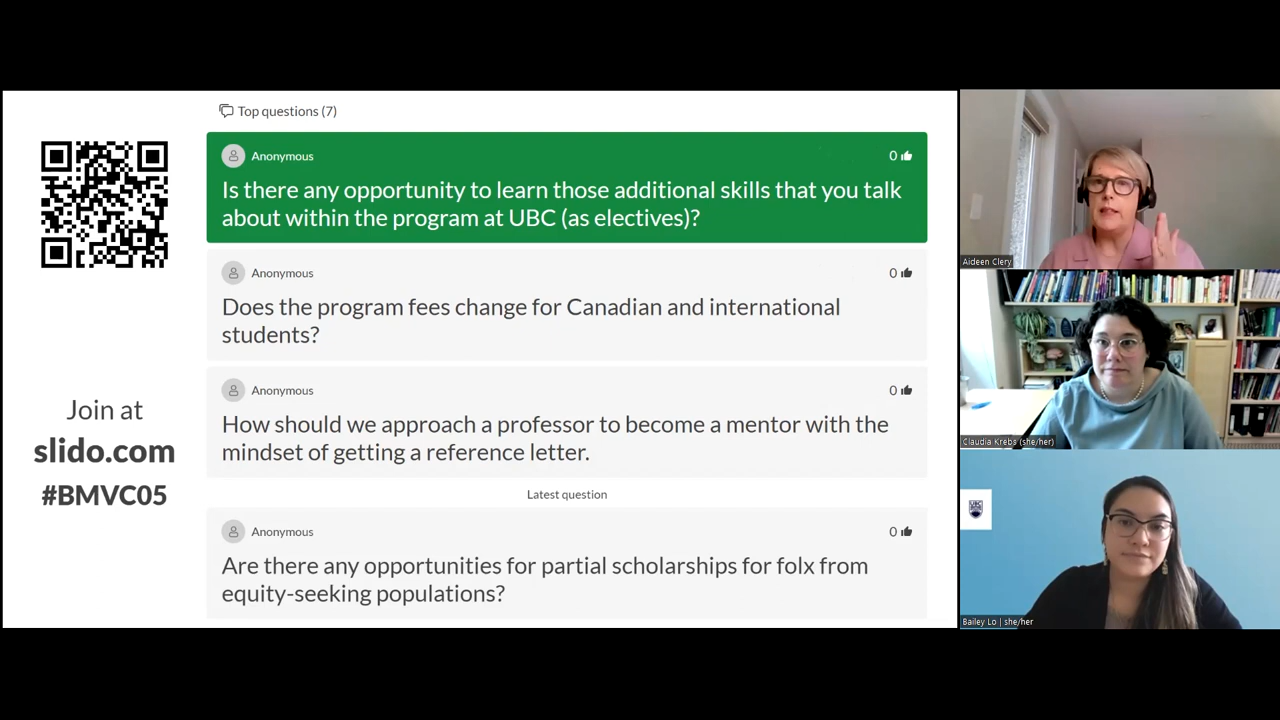 Top questions (7)
Anonymous
0
Is there any opportunity to learn those additional skills that you talk
about within the program at UBC (as electives)?
Anonymous
0
Does the program fees change for Canadian and international
students?
Anonymous
0
How should we approach a professor to become a mentor with the
mindset of getting a reference letter.
Latest question
Anonymous
0
Are there any opportunities for partial scholarships for folx from
equity-seeking populations?
Join at
slido.com
#BMVC05
Aideen Clery
Claudia Krebs (she/her)
UBC
Bailey Lo | she/her